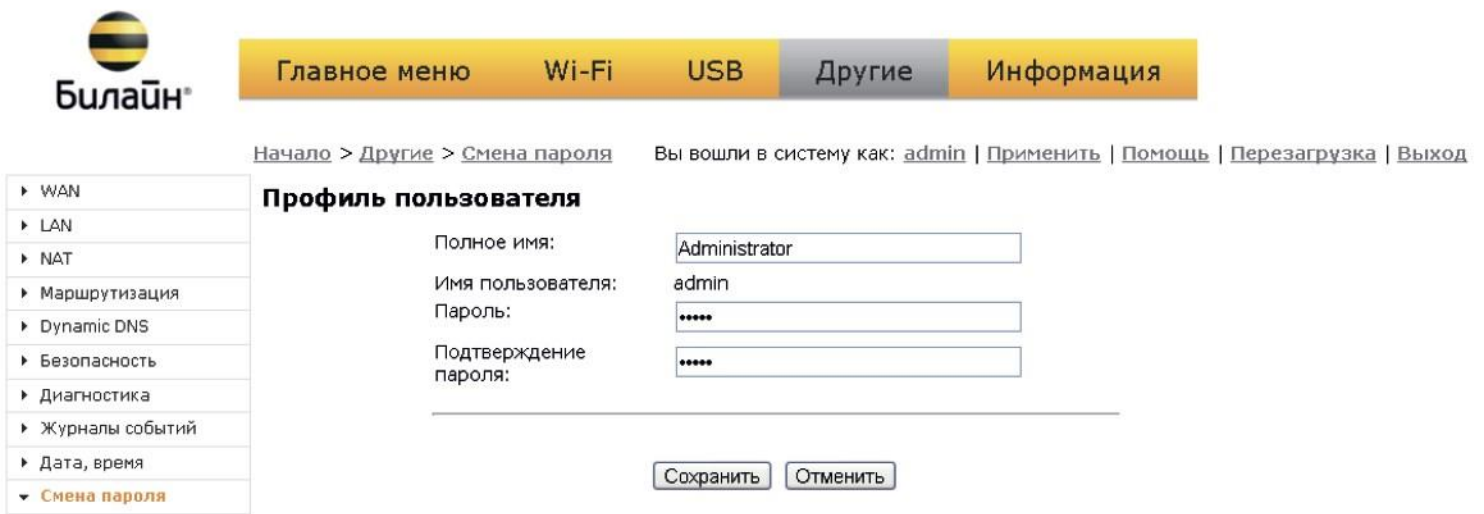 Билайн®
Главное меню Wi-Fi USB Другие Информация
Начало > Другие > Смена пароля Вы вошли в систему как: admin | Применить | Помощь | Перезагрузка | Выход
WAN
LAN
NAT
Маршрутизация
Dynamic DNS
Безопасность
Диагностика
Журналы событий
Дата, время
Смена пароля
Профиль пользователя
Полное имя: Administrator
Имя пользователя: admin
Пароль: •••••
Подтверждение
пароля: •••••
Сохранить Отменить